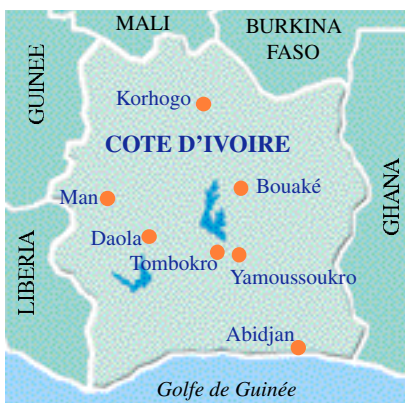 MALI
BURKINA
FASO
GUINEE
Korhogo
COTE D'IVOIRE
Man
Bouaké
GHANA
Daola
Tombokro
Yamoussoukro
LIBERIA
Abidjan
Golfe de Guinée